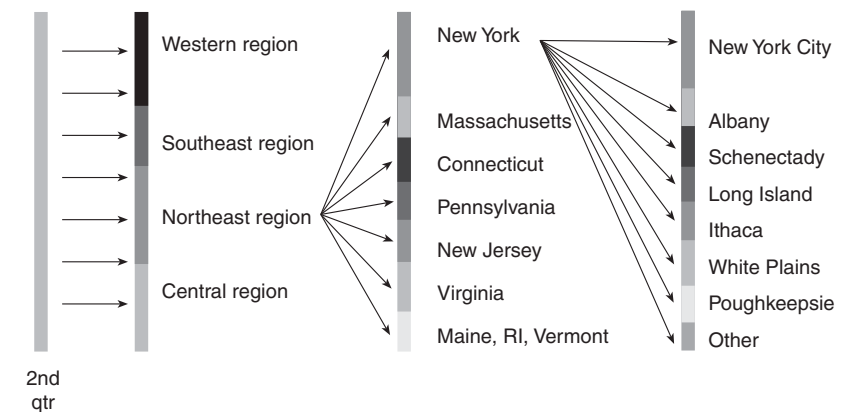 Western region
Southeast region
Northeast region
Central region
New York
Massachusetts
Connecticut
Pennsylvania
New Jersey
Virginia
Maine, RI, Vermont
New York City
Albany
Schenectady
Long Island
Ithaca
White Plains
Poughkeepsie
Other
2nd
qtr